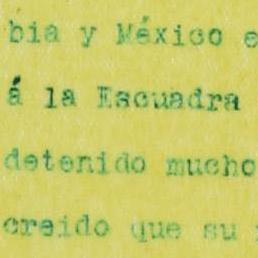 bia y México e
á la Escuadra
detenido mucho
creido que su